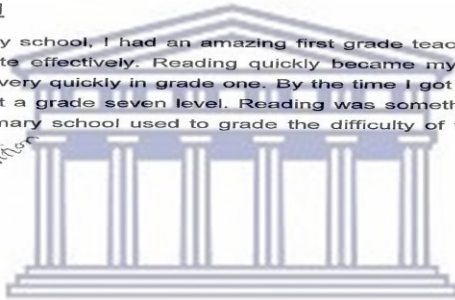 y school, I had an amazing first grade teac
te effectively. Reading quickly became my
very quickly in grade one. By the time I got
t a grade seven level. Reading was someth
mary school used to grade the difficulty of